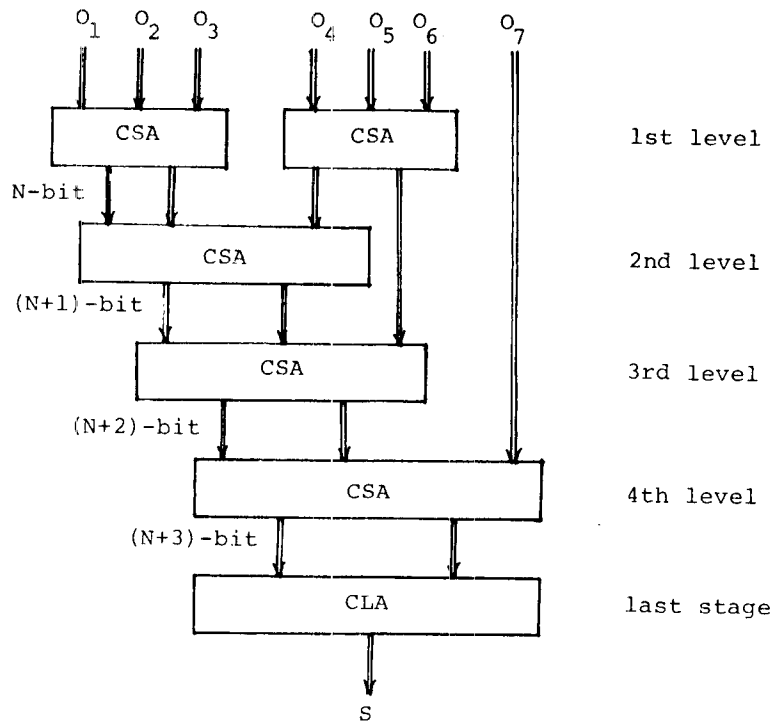 O1 O2 O3 O4 O5 O6 O7
CSA CSA 1st level
N-bit
CSA 2nd level
(N+1)-bit
CSA 3rd level
(N+2)-bit
CSA 4th level
(N+3)-bit
CLA last stage
S